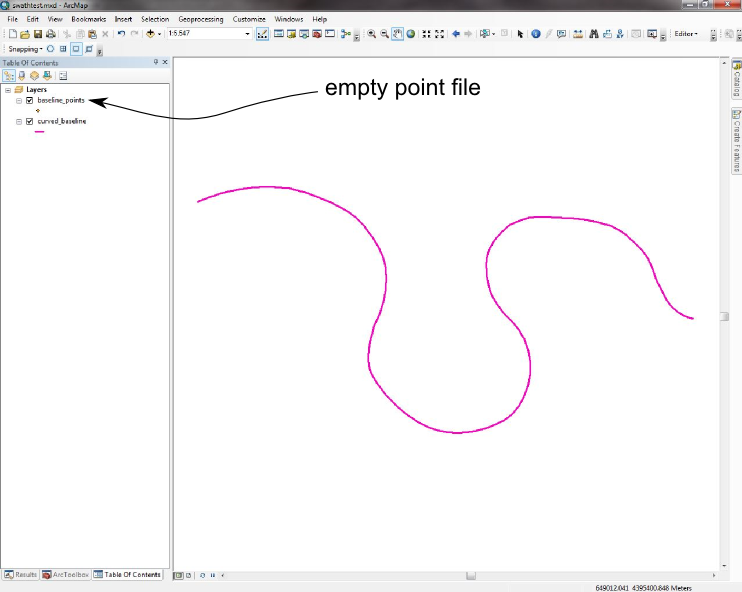 swathtest.mxd - ArcMap
File Edit View Bookmarks Insert Selection Geoprocessing Customize Windows Help
1:5,547
Editor
Snapping
Table Of Contents
Layers
baseline_points
curved_baseline
empty point file
Catalog
Create Features
Results ArcToolbox Table Of Contents
649012.041 4395400.848 Meters